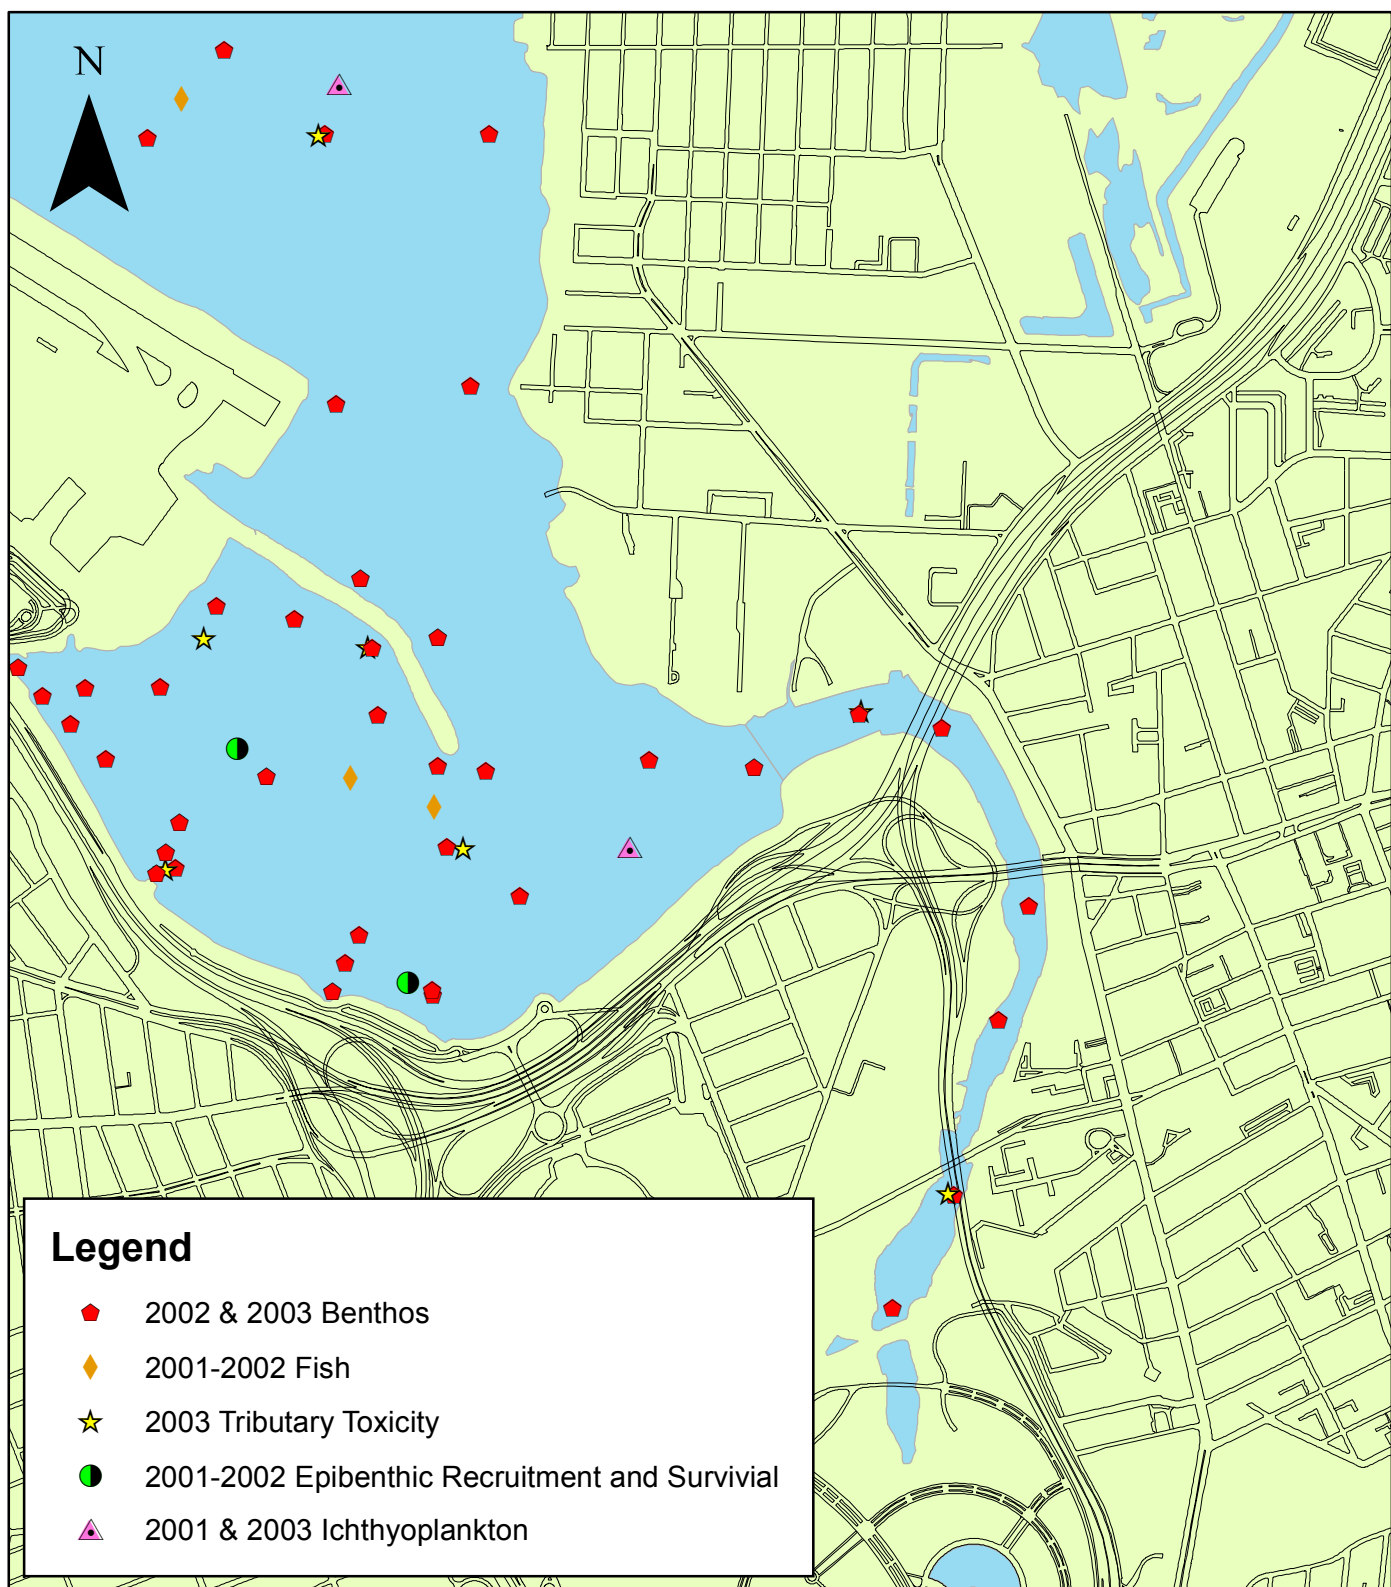 N
Legend
2002 & 2003 Benthos
2001-2002 Fish
2003 Tributary Toxicity
2001-2002 Epibenthic Recruitment and Survivial
2001 & 2003 Ichthyoplankton